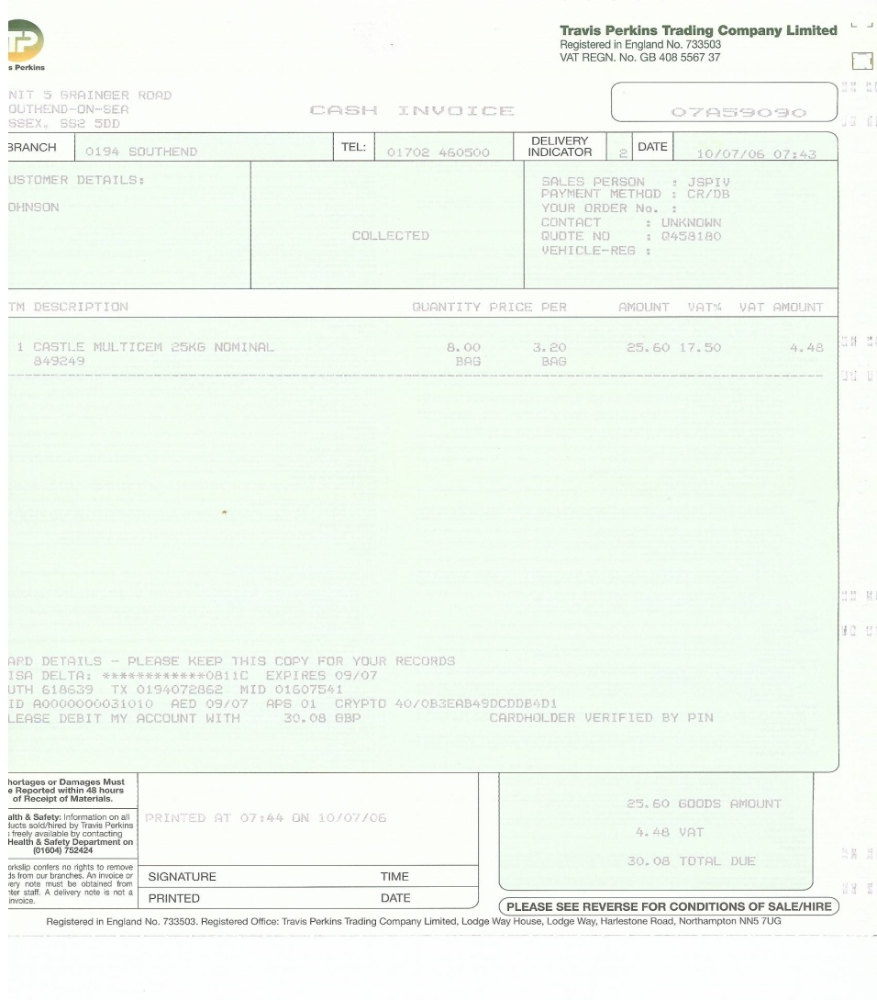 TP
s Perkins
Travis Perkins Trading Company Limited
Registered in England No. 733503
VAT REGN. No. GB 408 5567 37
NIT 5 GRAINGER ROAD
OUTHEND-ON-SEA
SSEX. SS2 5DD
CASH INVOICE
07A59090
BRANCH
0194 SOUTHEND
TEL:
01702 460500
DELIVERY
INDICATOR
2
DATE
10/07/06 07:43
USTOMER DETAILS:
OHNSON
COLLECTED
SALES PERSON : JSPIV
PAYMENT METHOD : CR/DB
YOUR ORDER No. :
CONTACT : UNKNOWN
QUOTE NO : Q458180
VEHICLE-REG :
TM DESCRIPTION QUANTITY PRICE PER AMOUNT VAT% VAT AMOUNT
1 CASTLE MULTICEM 25KG NOMINAL 8.00 3.20 25.60 17.50 4.48
849249 BAG BAG
ARD DETAILS - PLEASE KEEP THIS COPY FOR YOUR RECORDS
ISA DELTA: ************0811C EXPIRES 09/07
UTH 618639 TX 0194072862 MID 01607541
ID A0000000031010 AED 09/07 APS 01 CRYPTO 40/0B3EAB49DCDDB4D1
LEASE DEBIT MY ACCOUNT WITH 30.08 GBP CARDHOLDER VERIFIED BY PIN
hortages or Damages Must
e Reported within 48 hours
of Receipt of Materials.
alth & Safety: Information on all
ducts sold/hired by Travis Perkins
s freely available by contacting
Health & Safety Department on
(01604) 752424
orkslip confers no rights to remove
ds from our branches. An invoice or
very note must be obtained from
nter staff. A delivery note is not a
invoice.
PRINTED AT 07:44 ON 10/07/06
SIGNATURE TIME
PRINTED DATE
25.60 GOODS AMOUNT
4.48 VAT
30.08 TOTAL DUE
PLEASE SEE REVERSE FOR CONDITIONS OF SALE/HIRE
Registered in England No. 733503. Registered Office: Travis Perkins Trading Company Limited, Lodge Way House, Lodge Way, Harlestone Road, Northampton NN5 7UG